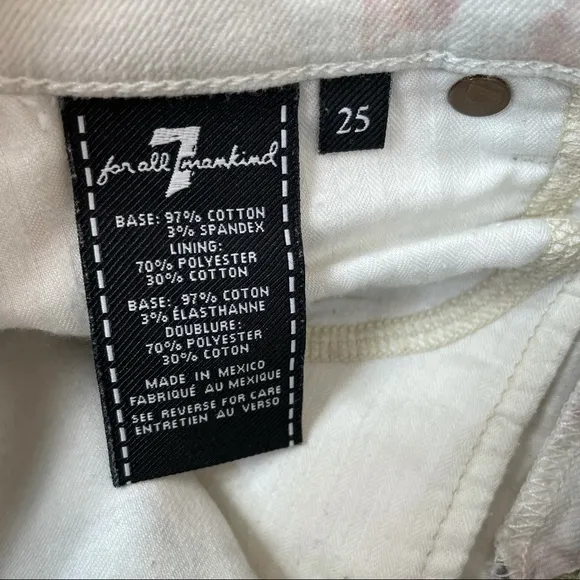 7
for all mankind
25
BASE: 97% COTTON
3% SPANDEX
LINING:
70% POLYESTER
30% COTTON
BASE: 97% COTON
3% ÉLASTHANNE
DOUBLURE:
70% POLYESTER
30% COTON
MADE IN MEXICO
FABRIQUÉ AU MEXIQUE
SEE REVERSE FOR CARE
ENTRETIEN AU VERSO